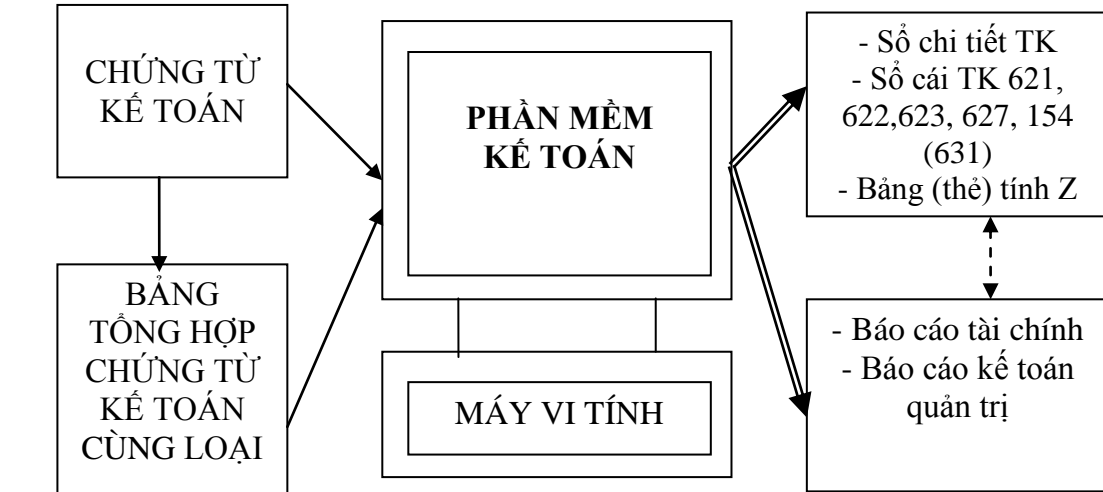 CHỨNG TỪ
KẾ TOÁN
BẢNG
TỔNG HỢP
CHỨNG TỪ
KẾ TOÁN
CÙNG LOẠI
PHẦN MỀM
KẾ TOÁN
MÁY VI TÍNH
- Sổ chi tiết TK
- Sổ cái TK 621,
622,623, 627, 154
(631)
- Bảng (thẻ) tính Z
- Báo cáo tài chính
- Báo cáo kế toán
quản trị